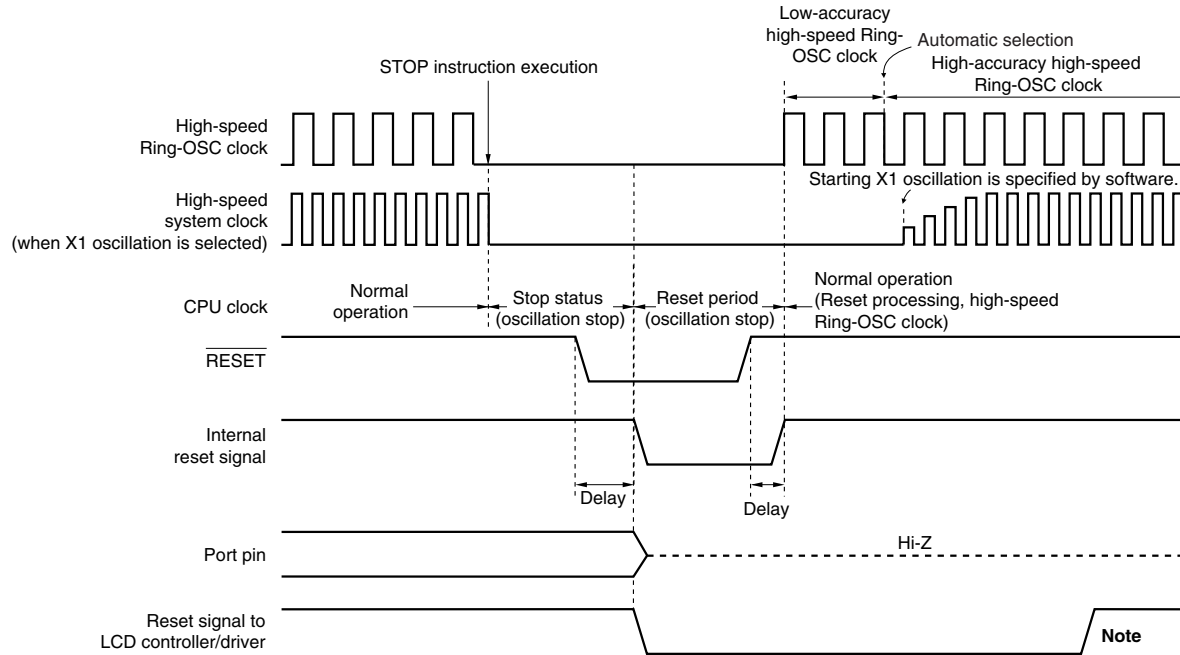 Low-accuracy
high-speed Ring-
OSC clock
Automatic selection
High-accuracy high-speed
Ring-OSC clock
STOP instruction execution
High-speed
Ring-OSC clock
Starting X1 oscillation is specified by software.
High-speed
system clock
(when X1 oscillation is selected)
CPU clock
Normal
operation
Stop status
(oscillation stop)
Reset period
(oscillation stop)
Normal operation
(Reset processing, high-speed
Ring-OSC clock)
RESET
Internal
reset signal
Delay
Delay
Port pin
Hi-Z
Reset signal to
LCD controller/driver
Note